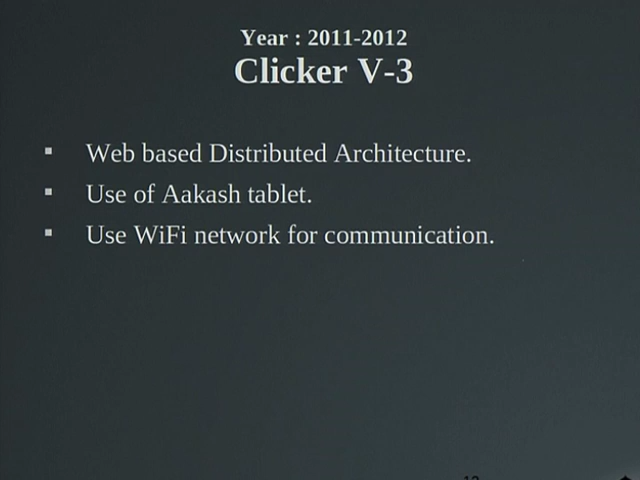 Year : 2011-2012
Clicker V-3
▪ Web based Distributed Architecture.
▪ Use of Aakash tablet.
▪ Use WiFi network for communication.